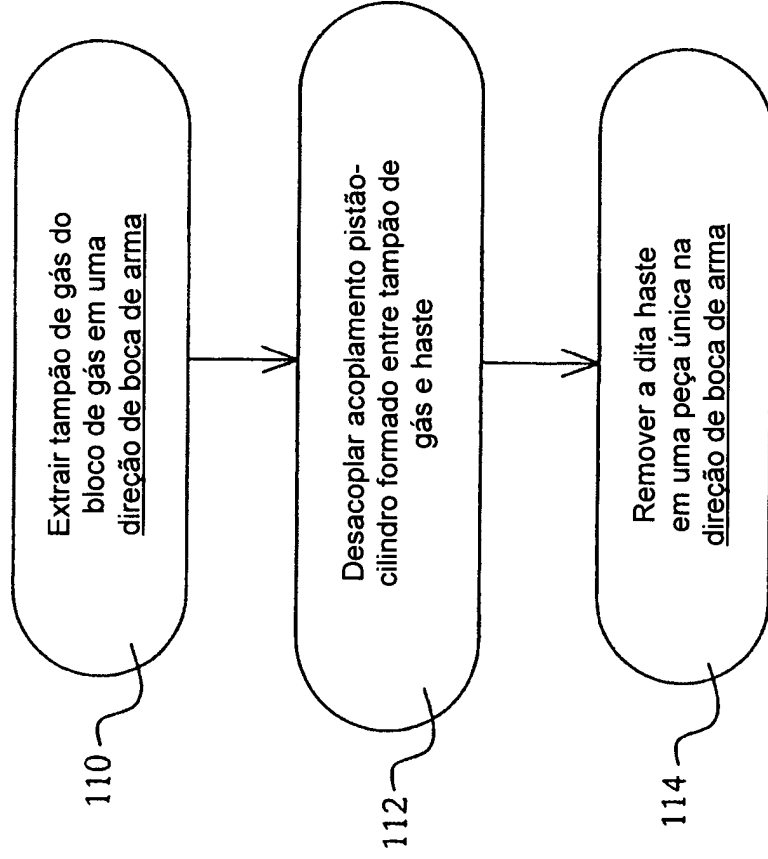 Extrair tampão de gás do
bloco de gás em uma
direção de boca de arma
110
Desacoplar acoplamento pistão-
cilindro formado entre tampão de
gás e haste
112
Remover a dita haste
em uma peça única na
direção de boca de arma
114